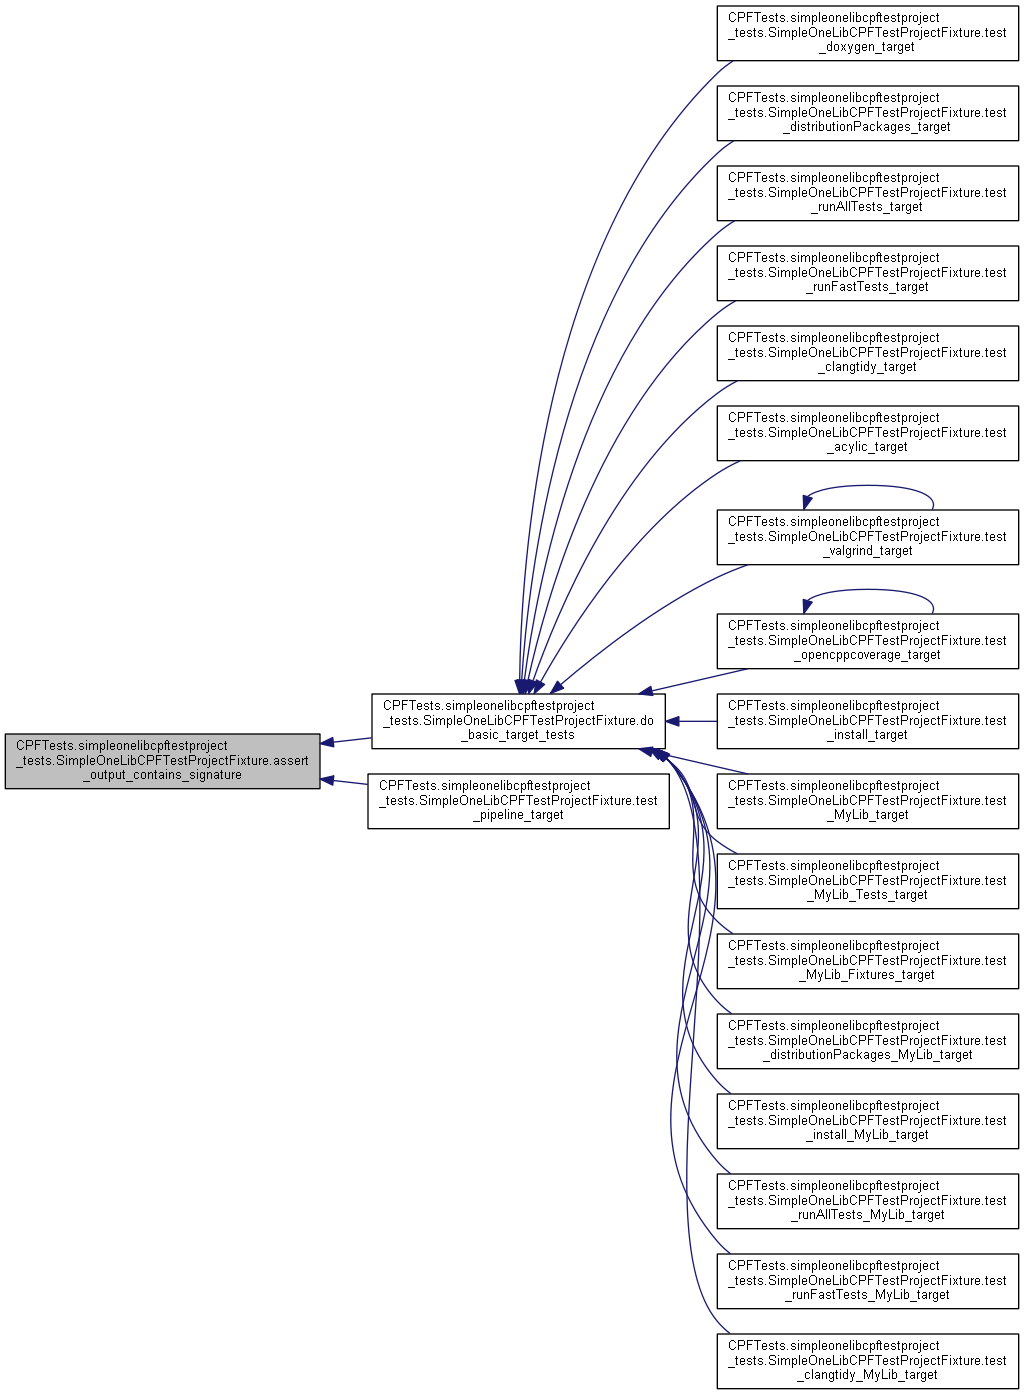 CPFTests.simpleonelibcpftestproject
_tests.SimpleOneLibCPFTestProjectFixture.test
_doxygen_target
CPFTests.simpleonelibcpftestproject
_tests.SimpleOneLibCPFTestProjectFixture.test
_distributionPackages_target
CPFTests.simpleonelibcpftestproject
_tests.SimpleOneLibCPFTestProjectFixture.test
_runAllTests_target
CPFTests.simpleonelibcpftestproject
_tests.SimpleOneLibCPFTestProjectFixture.test
_runFastTests_target
CPFTests.simpleonelibcpftestproject
_tests.SimpleOneLibCPFTestProjectFixture.test
_clangtidy_target
CPFTests.simpleonelibcpftestproject
_tests.SimpleOneLibCPFTestProjectFixture.test
_acylic_target
CPFTests.simpleonelibcpftestproject
_tests.SimpleOneLibCPFTestProjectFixture.test
_valgrind_target
CPFTests.simpleonelibcpftestproject
_tests.SimpleOneLibCPFTestProjectFixture.test
_opencppcoverage_target
CPFTests.simpleonelibcpftestproject
_tests.SimpleOneLibCPFTestProjectFixture.do
_basic_target_tests
CPFTests.simpleonelibcpftestproject
_tests.SimpleOneLibCPFTestProjectFixture.test
_install_target
CPFTests.simpleonelibcpftestproject
_tests.SimpleOneLibCPFTestProjectFixture.assert
_output_contains_signature
CPFTests.simpleonelibcpftestproject
_tests.SimpleOneLibCPFTestProjectFixture.test
_pipeline_target
CPFTests.simpleonelibcpftestproject
_tests.SimpleOneLibCPFTestProjectFixture.test
_MyLib_target
CPFTests.simpleonelibcpftestproject
_tests.SimpleOneLibCPFTestProjectFixture.test
_MyLib_Tests_target
CPFTests.simpleonelibcpftestproject
_tests.SimpleOneLibCPFTestProjectFixture.test
_MyLib_Fixtures_target
CPFTests.simpleonelibcpftestproject
_tests.SimpleOneLibCPFTestProjectFixture.test
_distributionPackages_MyLib_target
CPFTests.simpleonelibcpftestproject
_tests.SimpleOneLibCPFTestProjectFixture.test
_install_MyLib_target
CPFTests.simpleonelibcpftestproject
_tests.SimpleOneLibCPFTestProjectFixture.test
_runAllTests_MyLib_target
CPFTests.simpleonelibcpftestproject
_tests.SimpleOneLibCPFTestProjectFixture.test
_runFastTests_MyLib_target
CPFTests.simpleonelibcpftestproject
_tests.SimpleOneLibCPFTestProjectFixture.test
_clangtidy_MyLib_target